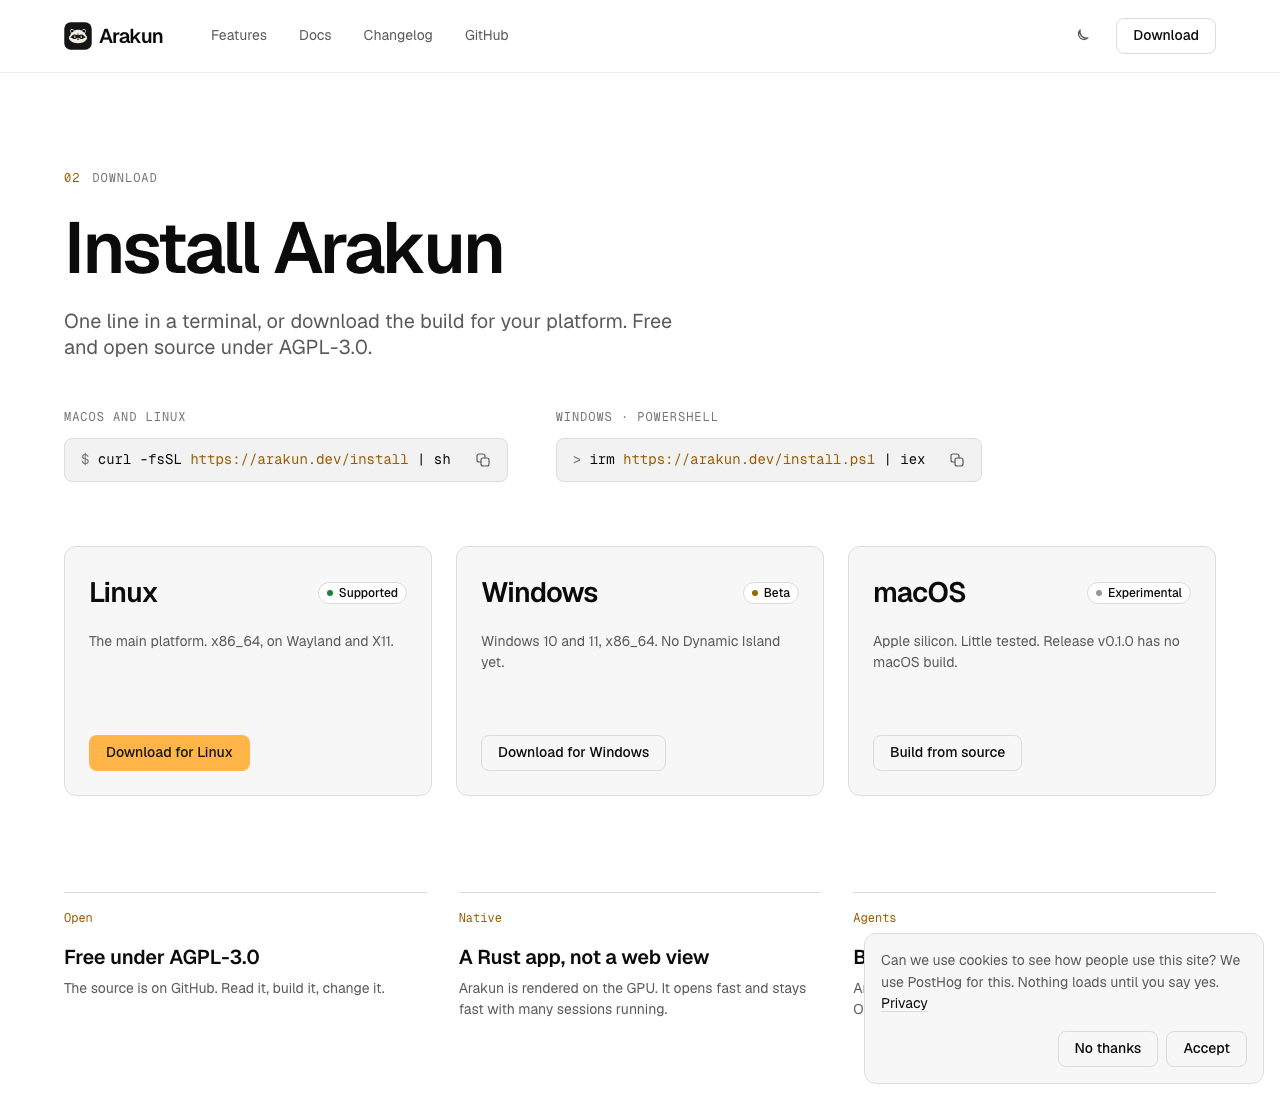 Arakun
Features
Docs
Changelog
GitHub
Download
02 DOWNLOAD
Install Arakun
One line in a terminal, or download the build for your platform. Free
and open source under AGPL-3.0.
MACOS AND LINUX
$ curl -fsSL https://arakun.dev/install | sh
WINDOWS · POWERSHELL
> irm https://arakun.dev/install.ps1 | iex
Linux
Supported
The main platform. x86_64, on Wayland and X11.
Download for Linux
Windows
Beta
Windows 10 and 11, x86_64. No Dynamic Island
yet.
Download for Windows
macOS
Experimental
Apple silicon. Little tested. Release v0.1.0 has no
macOS build.
Build from source
Open
Free under AGPL-3.0
The source is on GitHub. Read it, build it, change it.
Native
A Rust app, not a web view
Arakun is rendered on the GPU. It opens fast and stays
fast with many sessions running.
Agents
Can we use cookies to see how people use this site? We
use PostHog for this. Nothing loads until you say yes.
Privacy
No thanks
Accept